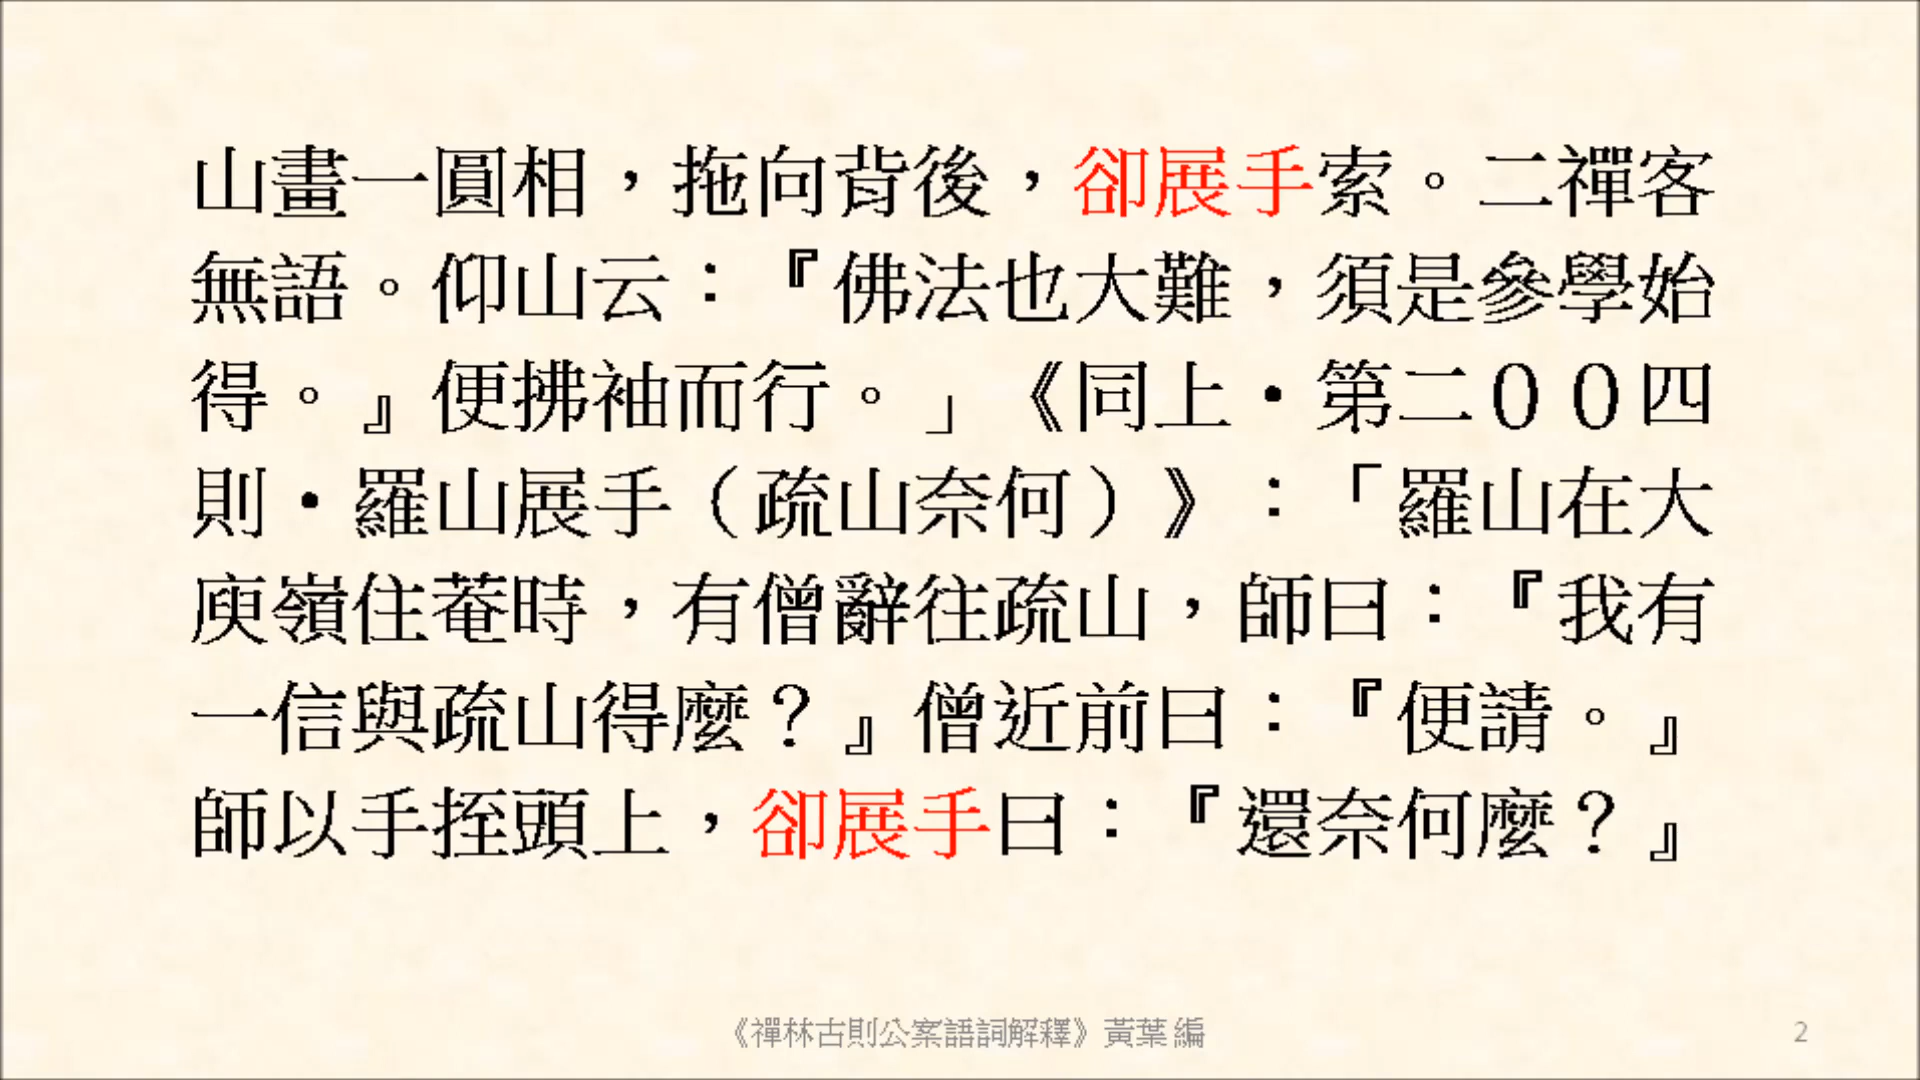 山畫一圓相，拖向背後，卻展手索。二禪客
無語。仰山云：『佛法也大難，須是參學始
得。』便拂袖而行。」《同上‧第二００四
則‧羅山展手（疏山奈何）》：「羅山在大
庾嶺住菴時，有僧辭往疏山，師曰：『我有
一信與疏山得麼？』僧近前曰：『便請。』
師以手挃頭上，卻展手曰：『還奈何麼？』
《禪林古則公案語詞解釋》黃葉 編
2